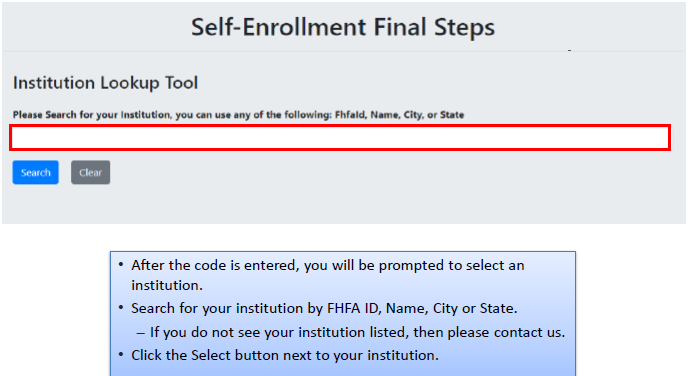 Self-Enrollment Final Steps
Institution Lookup Tool
Please Search for your Institution, you can use any of the following: FhfaId, Name, City, or State
Search Clear
• After the code is entered, you will be prompted to select an
institution.
• Search for your institution by FHFA ID, Name, City or State.
– If you do not see your institution listed, then please contact us.
• Click the Select button next to your institution.